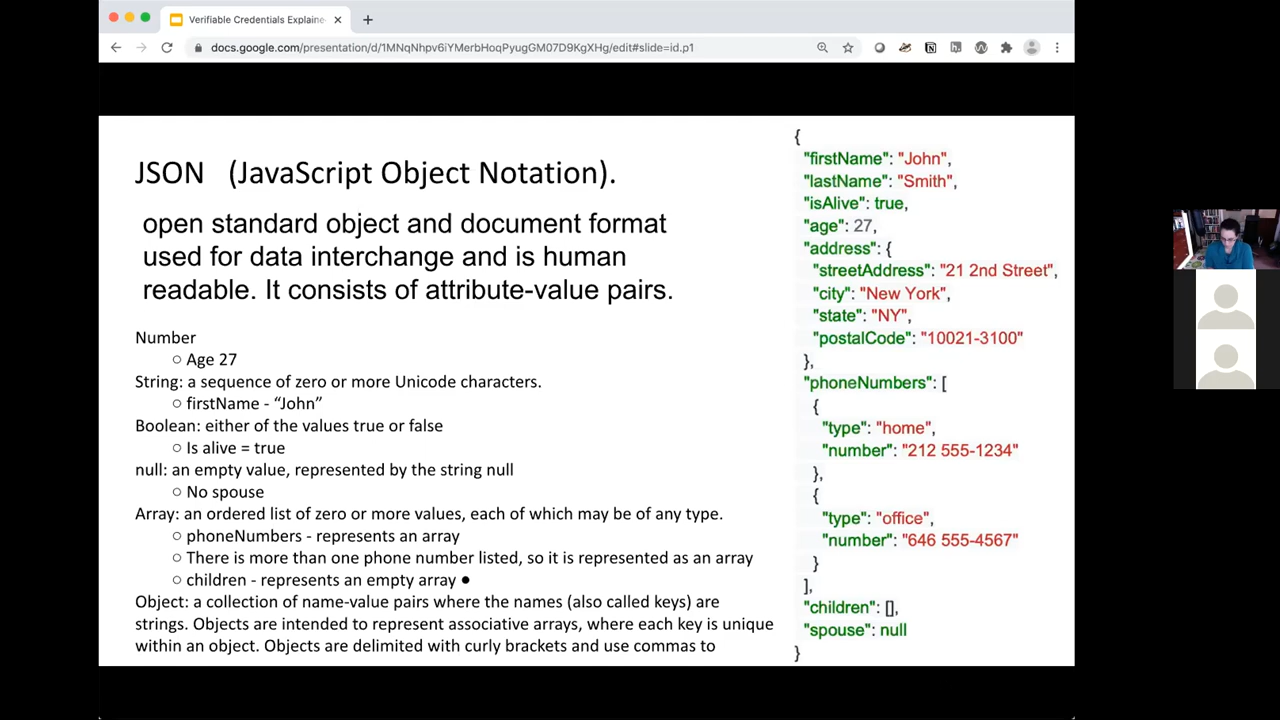 Verifiable Credentials Explaine
docs.google.com/presentation/d/1MNqNhpv6iYMerbHoqPyugGM07D9KgXHg/edit#slide=id.p1
JSON (JavaScript Object Notation).
open standard object and document format
used for data interchange and is human
readable. It consists of attribute-value pairs.
Number
○ Age 27
String: a sequence of zero or more Unicode characters.
○ firstName - “John”
Boolean: either of the values true or false
○ Is alive = true
null: an empty value, represented by the string null
○ No spouse
Array: an ordered list of zero or more values, each of which may be of any type.
○ phoneNumbers - represents an array
○ There is more than one phone number listed, so it is represented as an array
○ children - represents an empty array ●
Object: a collection of name-value pairs where the names (also called keys) are
strings. Objects are intended to represent associative arrays, where each key is unique
within an object. Objects are delimited with curly brackets and use commas to
{
"firstName": "John",
"lastName": "Smith",
"isAlive": true,
"age": 27,
"address": {
"streetAddress": "21 2nd Street",
"city": "New York",
"state": "NY",
"postalCode": "10021-3100"
},
"phoneNumbers": [
{
"type": "home",
"number": "212 555-1234"
},
{
"type": "office",
"number": "646 555-4567"
}
],
"children": [],
"spouse": null
}